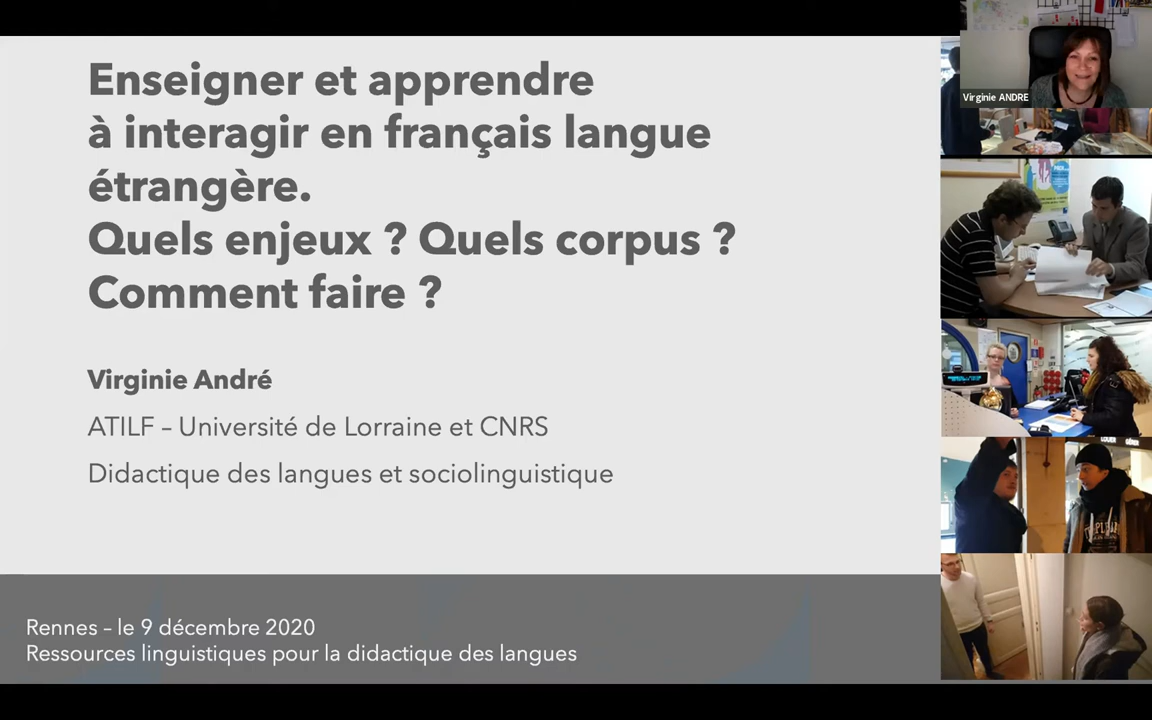 Enseigner et apprendre
à interagir en français langue
étrangère.
Quels enjeux ? Quels corpus ?
Comment faire ?
Virginie André
ATILF – Université de Lorraine et CNRS
Didactique des langues et sociolinguistique
Rennes – le 9 décembre 2020
Ressources linguistiques pour la didactique des langues
Virginie ANDRE
LOUER
GÉRER